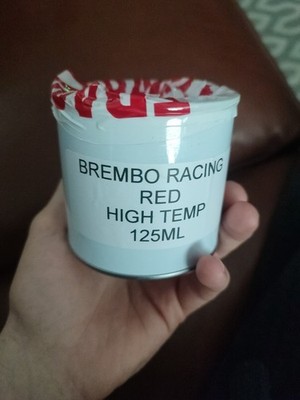 BREMBO RACING
RED
HIGH TEMP
125ML